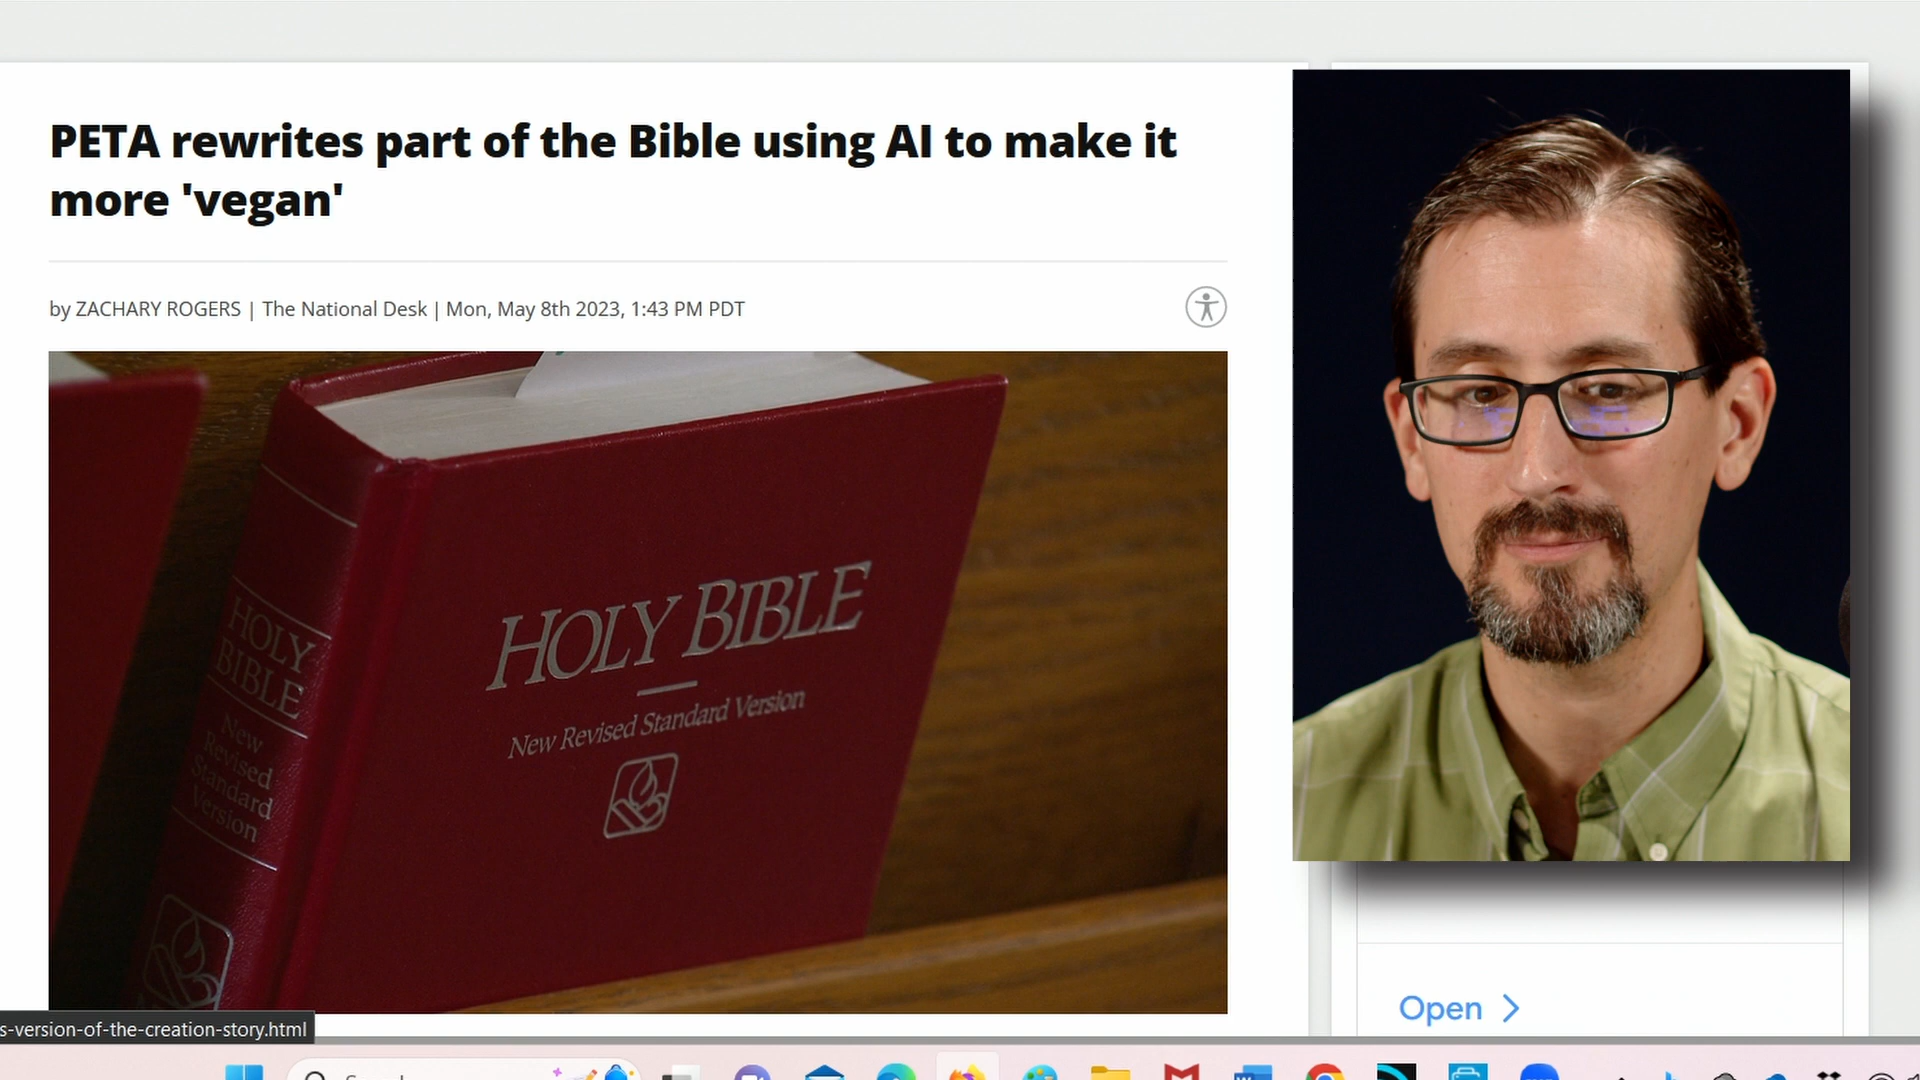 PETA rewrites part of the Bible using AI to make it
more 'vegan'
by ZACHARY ROGERS | The National Desk | Mon, May 8th 2023, 1:43 PM PDT
HOLY BIBLE
New Revised Standard Version
HOLY
BIBLE
New
Revised
Standard
Version
Open
s-version-of-the-creation-story.html